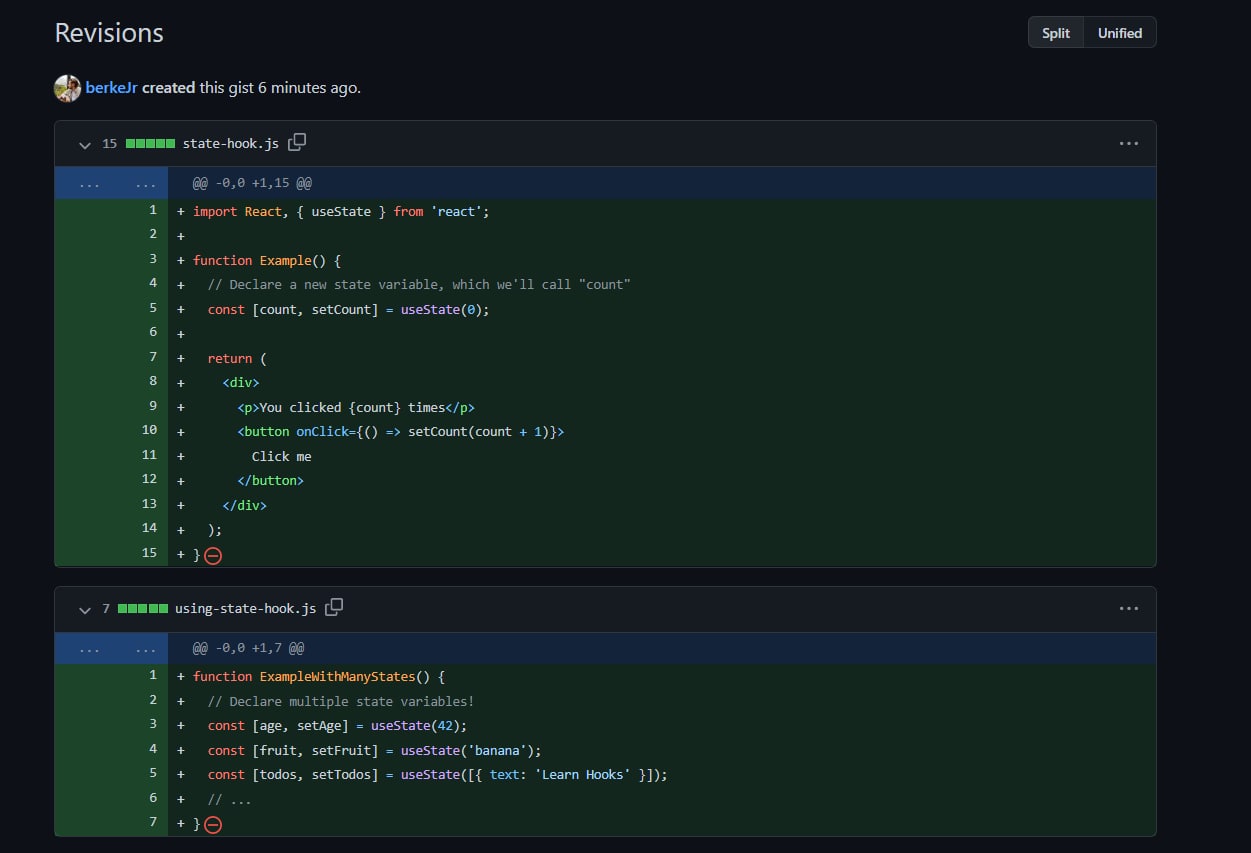 Revisions
Split Unified
berkeJr created this gist 6 minutes ago.
15 state-hook.js ...
... ... @@ -0,0 +1,15 @@
1 + import React, { useState } from 'react';
2 +
3 + function Example() {
4 +   // Declare a new state variable, which we'll call "count"
5 +   const [count, setCount] = useState(0);
6 +
7 +   return (
8 +     <div>
9 +       <p>You clicked {count} times</p>
10 +       <button onClick={() => setCount(count + 1)}>
11 +         Click me
12 +       </button>
13 +     </div>
14 +   );
15 + }
7 using-state-hook.js ...
... ... @@ -0,0 +1,7 @@
1 + function ExampleWithManyStates() {
2 +   // Declare multiple state variables!
3 +   const [age, setAge] = useState(42);
4 +   const [fruit, setFruit] = useState('banana');
5 +   const [todos, setTodos] = useState([{ text: 'Learn Hooks' }]);
6 +   // ...
7 + }